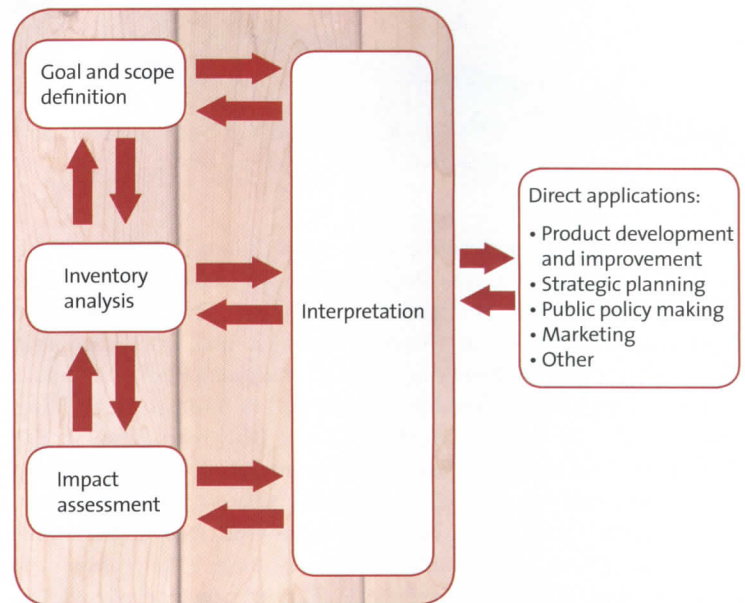 Goal and scope
definition
Inventory
analysis
Impact
assessment
Interpretation
Direct applications:
• Product development
and improvement
• Strategic planning
• Public policy making
• Marketing
• Other